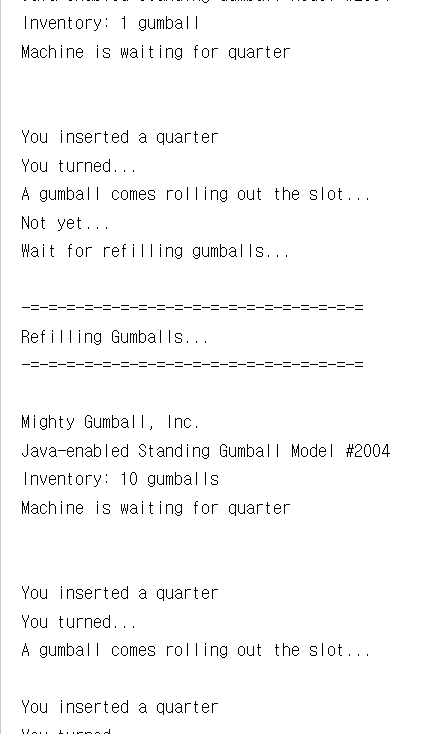 Inventory: 1 gumball
Machine is waiting for quarter
You inserted a quarter
You turned...
A gumball comes rolling out the slot...
Not yet...
Wait for refilling gumballs...
-=-=-=-=-=-=-=-=-=-=-=-=-=-=-=-=-=-=-=
Refilling Gumballs...
-=-=-=-=-=-=-=-=-=-=-=-=-=-=-=-=-=-=-=
Mighty Gumball, Inc.
Java-enabled Standing Gumball Model #2004
Inventory: 10 gumballs
Machine is waiting for quarter
You inserted a quarter
You turned...
A gumball comes rolling out the slot...
You inserted a quarter
You turned